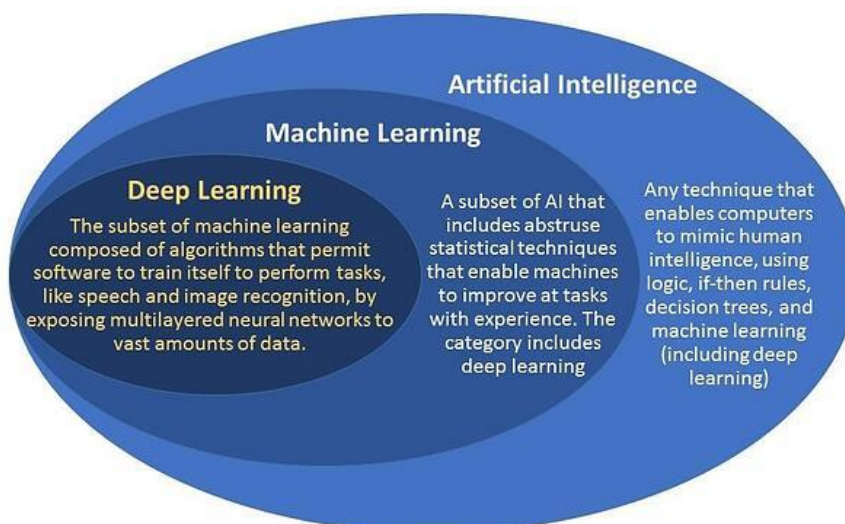 Artificial Intelligence
Machine Learning
Deep Learning
The subset of machine learning
composed of algorithms that permit
software to train itself to perform tasks,
like speech and image recognition, by
exposing multilayered neural networks to
vast amounts of data.
A subset of AI that
includes abstruse
statistical techniques
that enable machines
to improve at tasks
with experience. The
category includes
deep learning
Any technique that
enables computers
to mimic human
intelligence, using
logic, if-then rules,
decision trees, and
machine learning
(including deep
learning)